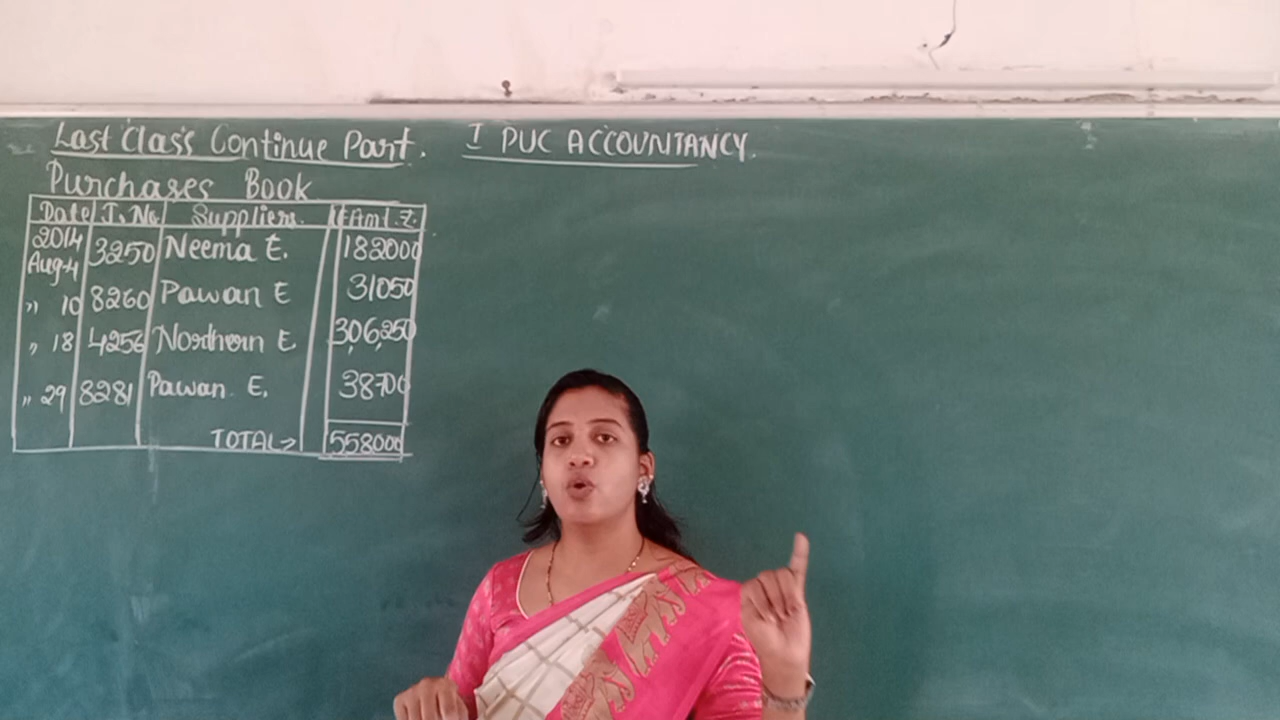 Last Class Continue Part. I PUC ACCOUNTANCY.
Purchases Book
Date I.No Suppliers Amt.₹.
2014
Aug-4 3250 Neema E. 182000
,, 10 8260 Pawan E 31050
,, 18 4256 Northern E. 306,250
,, 29 8281 Pawan E. 38700
TOTAL→ 558000